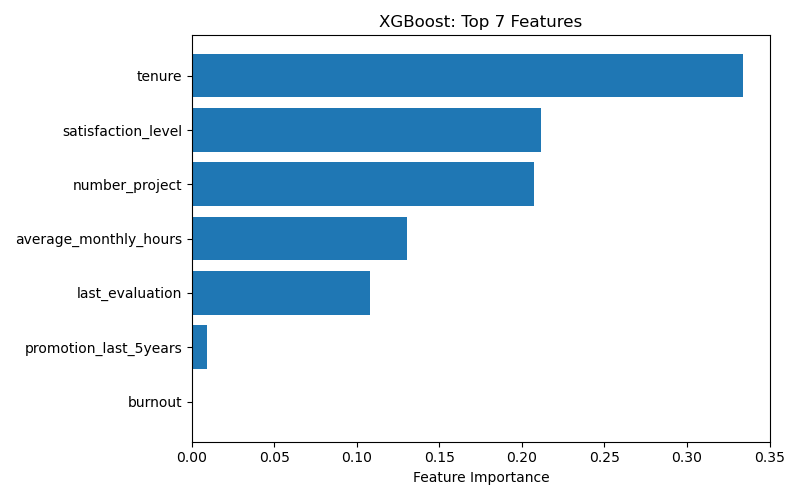 XGBoost: Top 7 Features
tenure
satisfaction_level
number_project
average_monthly_hours
last_evaluation
promotion_last_5years
burnout
0.00 0.05 0.10 0.15 0.20 0.25 0.30 0.35
Feature Importance